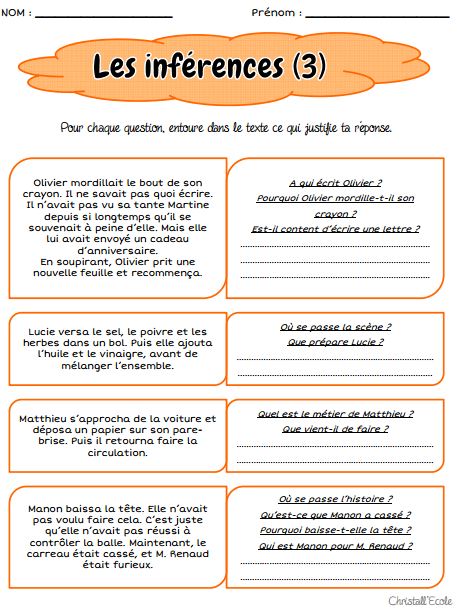 NOM : ____________________ Prénom : _____________________
Les inférences (3)
Pour chaque question, entoure dans le texte ce qui justifie ta réponse.
Olivier mordillait le bout de son
crayon. Il ne savait pas quoi écrire.
Il n'avait pas vu sa tante Martine
depuis si longtemps qu'il se
souvenait à peine d'elle. Mais elle
lui avait envoyé un cadeau
d'anniversaire.
En soupirant, Olivier prit une
nouvelle feuille et recommença.
A qui écrit Olivier ?
Pourquoi Olivier mordille-t-il son
crayon ?
Est-il content d'écrire une lettre ?
Lucie versa le sel, le poivre et les
herbes dans un bol. Puis elle ajouta
l'huile et le vinaigre, avant de
mélanger l'ensemble.
Où se passe la scène ?
Que prépare Lucie ?
Matthieu s'approcha de la voiture et
déposa un papier sur son pare-
brise. Puis il retourna faire la
circulation.
Quel est le métier de Matthieu ?
Que vient-il de faire ?
Manon baissa la tête. Elle n'avait
pas voulu faire cela. C'est juste
qu'elle n'avait pas réussi à
contrôler la balle. Maintenant, le
carreau était cassé, et M. Renaud
était furieux.
Où se passe l'histoire ?
Qu'est-ce que Manon a cassé ?
Pourquoi baisse-t-elle la tête ?
Qui est Manon pour M. Renaud ?
Christall'Ecole